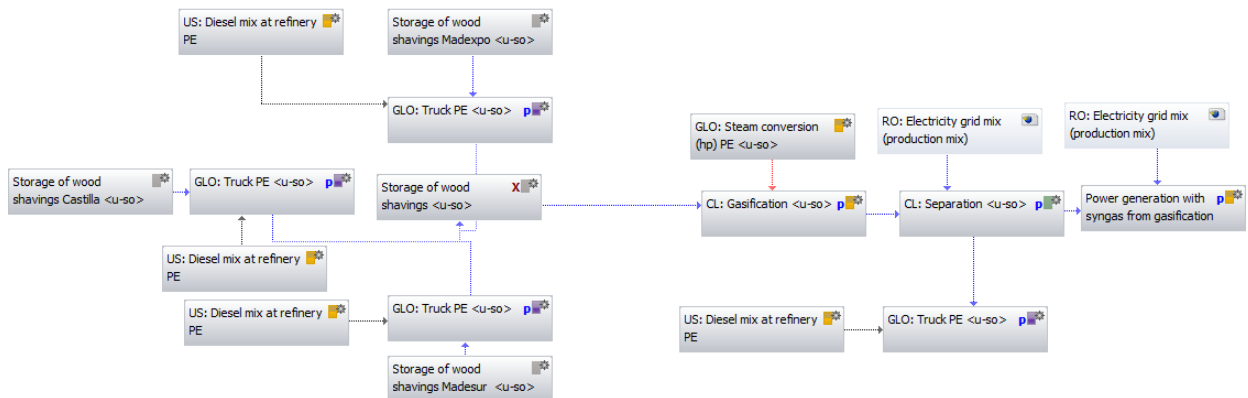 US: Diesel mix at refinery
PE
Storage of wood
shavings Madexpo <u-so>
GLO: Truck PE <u-so>
p
Storage of wood
shavings Castilla <u-so>
GLO: Truck PE <u-so>
p
Storage of wood
shavings <u-so>
X
US: Diesel mix at refinery
PE
US: Diesel mix at refinery
PE
GLO: Truck PE <u-so>
p
Storage of wood
shavings Madesur <u-so>
GLO: Steam conversion
(hp) PE <u-so>
RO: Electricity grid mix
(production mix)
RO: Electricity grid mix
(production mix)
CL: Gasification <u-so>
p
CL: Separation <u-so>
p
Power generation with
syngas from gasification
p
US: Diesel mix at refinery
PE
GLO: Truck PE <u-so>
p